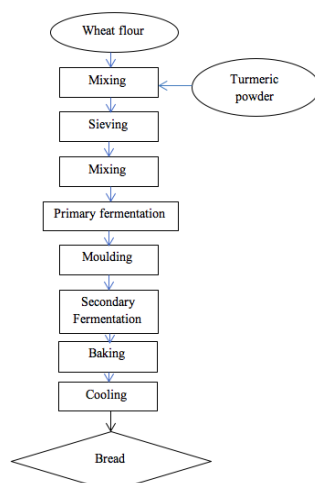 Wheat flour
Mixing
Turmeric
powder
Sieving
Mixing
Primary fermentation
Moulding
Secondary
Fermentation
Baking
Cooling
Bread